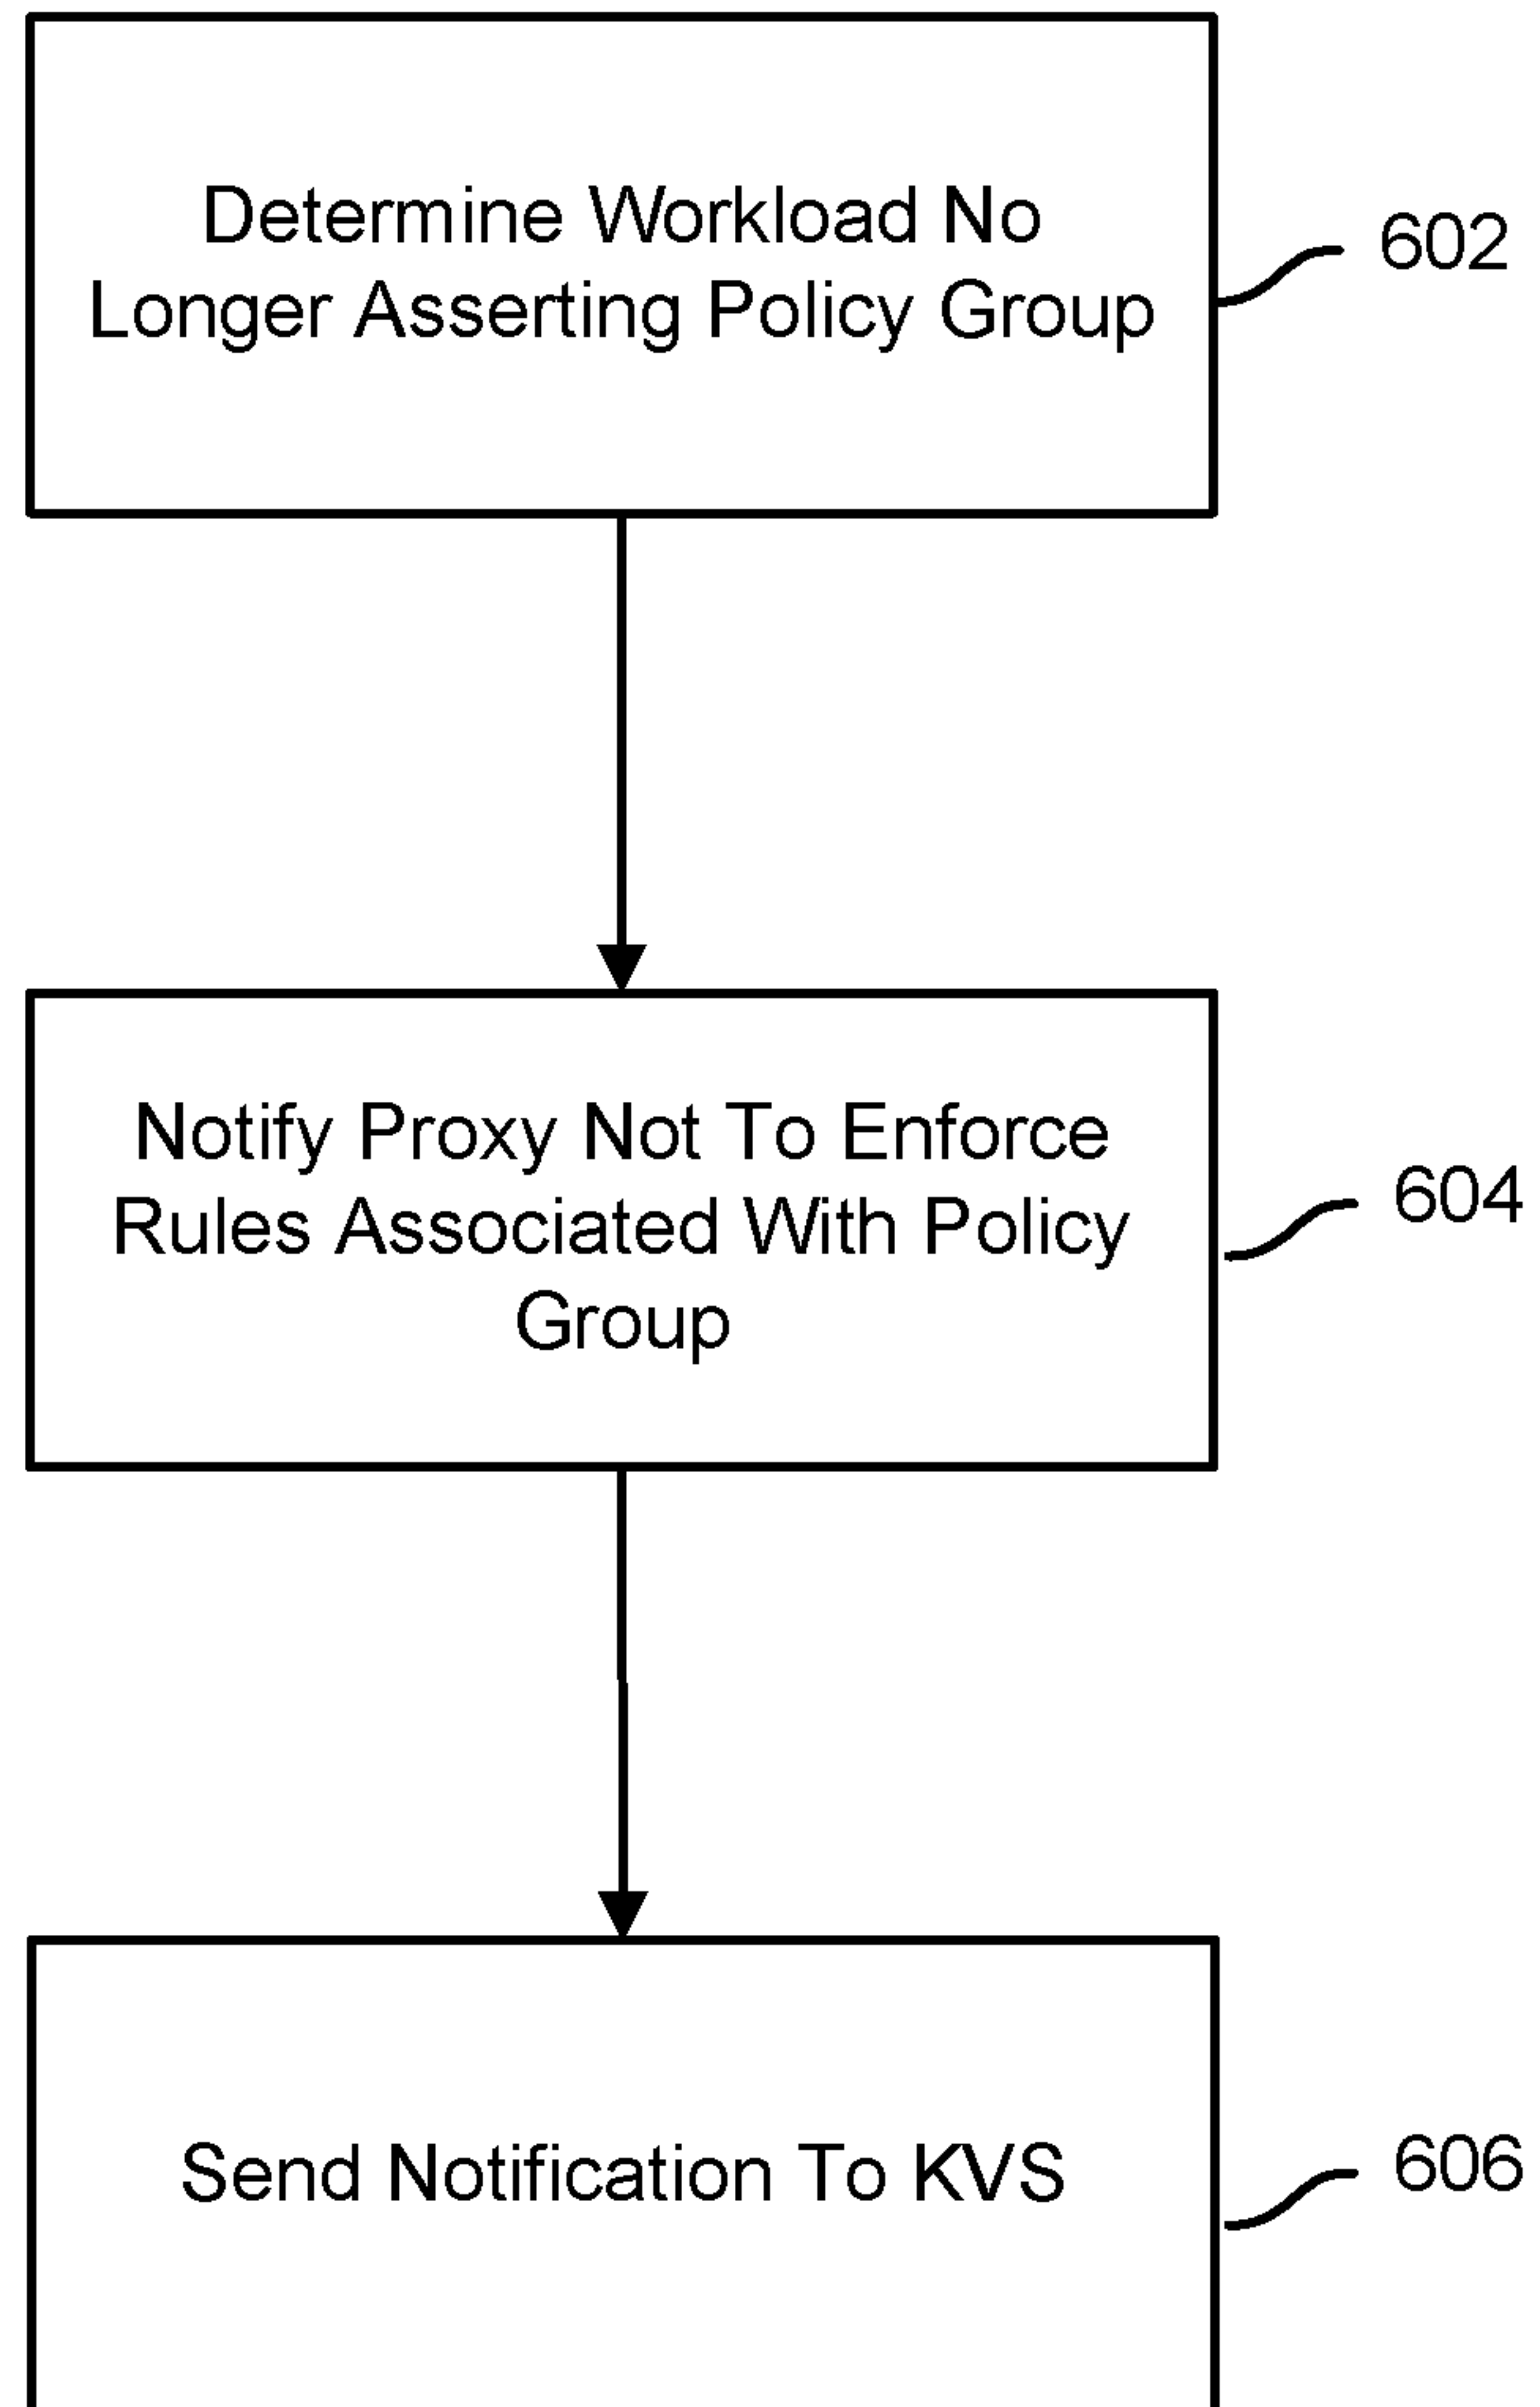 Determine Workload No
Longer Asserting Policy Group
602
Notify Proxy Not To Enforce
Rules Associated With Policy
Group
604
Send Notification To KVS
606